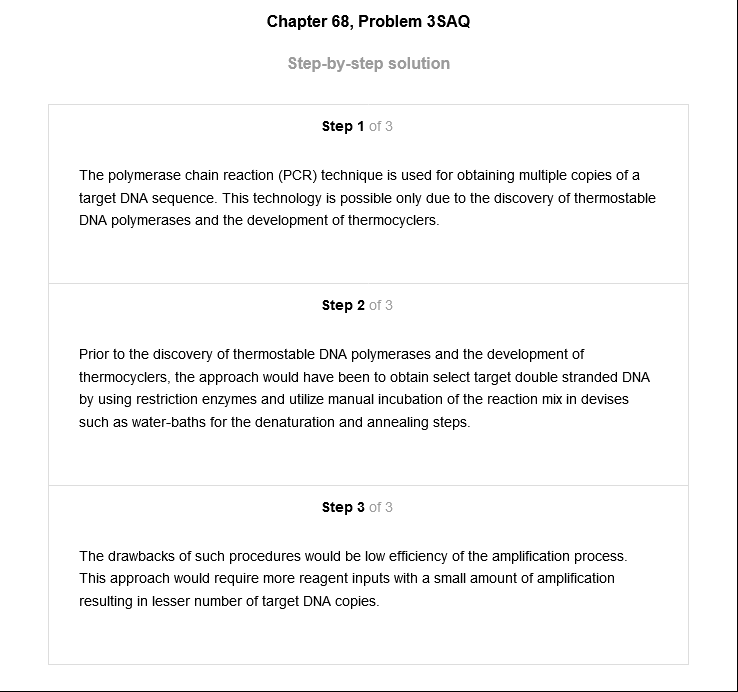 Chapter 68, Problem 3SAQ
Step-by-step solution
Step 1 of 3
The polymerase chain reaction (PCR) technique is used for obtaining multiple copies of a
target DNA sequence. This technology is possible only due to the discovery of thermostable
DNA polymerases and the development of thermocyclers.
Step 2 of 3
Prior to the discovery of thermostable DNA polymerases and the development of
thermocyclers, the approach would have been to obtain select target double stranded DNA
by using restriction enzymes and utilize manual incubation of the reaction mix in devises
such as water-baths for the denaturation and annealing steps.
Step 3 of 3
The drawbacks of such procedures would be low efficiency of the amplification process.
This approach would require more reagent inputs with a small amount of amplification
resulting in lesser number of target DNA copies.